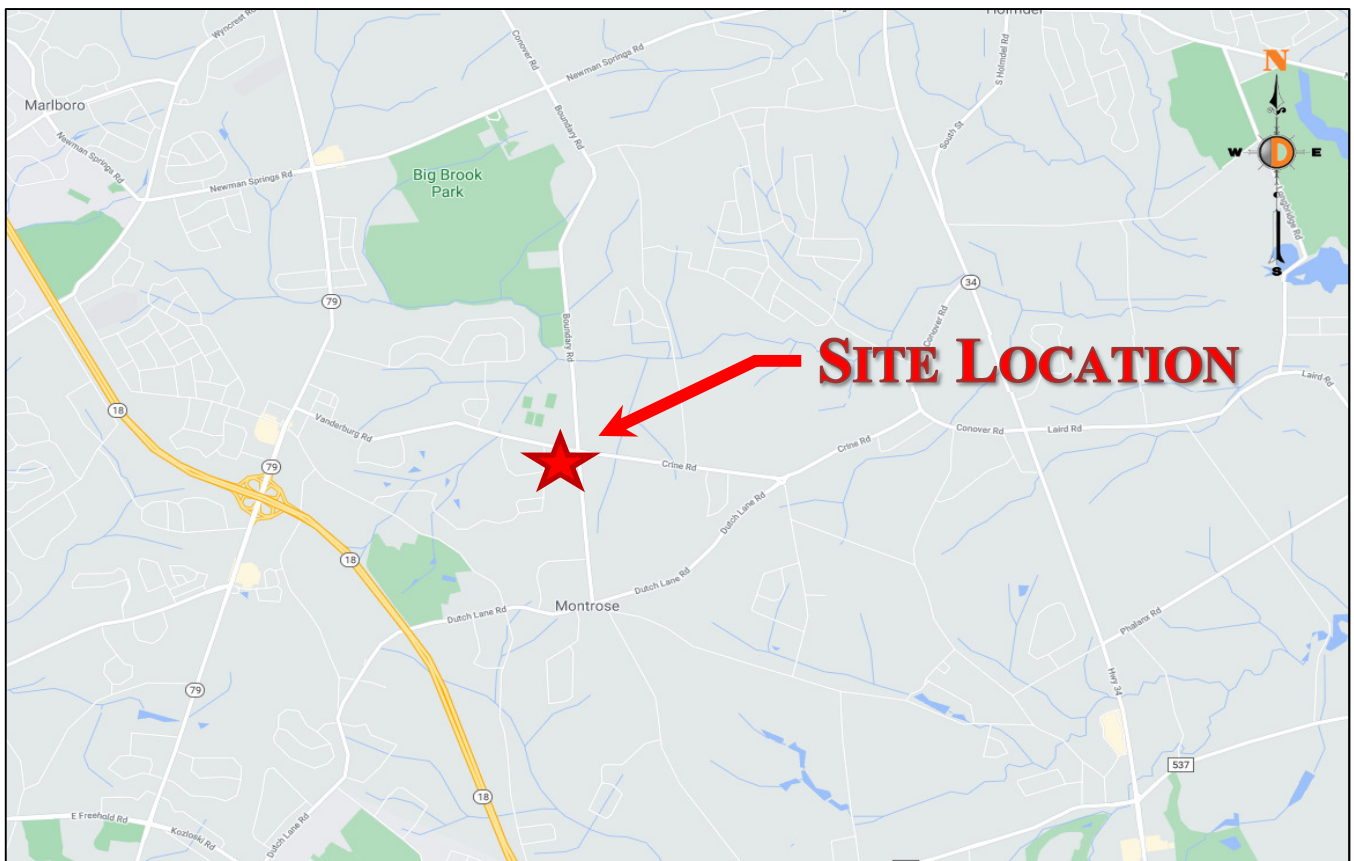 Holmdel
Wyncrest Rd
Conover Rd
Newman Springs Rd
S Holmdel Rd
N
Marlboro
Boundary Rd
South St
W
D
E
Newman Springs Rd
Big Brook
Park
Newman Springs Rd
Longbridge Rd
S
79
34
Conover Rd
Boundary Rd
SITE LOCATION
Laird Rd
18
Vanderburg Rd
Conover Rd
Laird Rd
Crine Rd
79
Crine Rd
Dutch Lane Rd
18
Dutch Lane Rd
Montrose
Dutch Lane Rd
Phalanx Rd
79
Hwy 34
537
18
E Freehold Rd
Kozloski Rd
Dutch Lane Rd